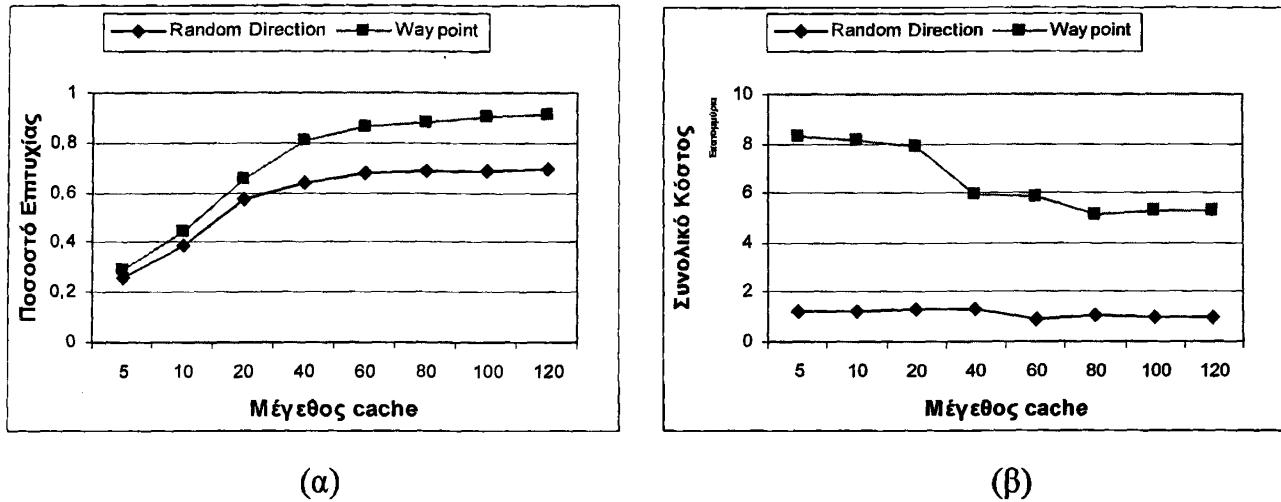 Random Direction Way point
1
0,8
0,6
0,4
0,2
0
Ποσοστό Επιτυχίας
5 10 20 40 60 80 100 120
Μέγεθος cache
(α)
Random Direction Way point
10
8
6
4
2
0
Συνολικό Κόστος
Εκατομμύρια
5 10 20 40 60 80 100 120
Μέγεθος cache
(β)